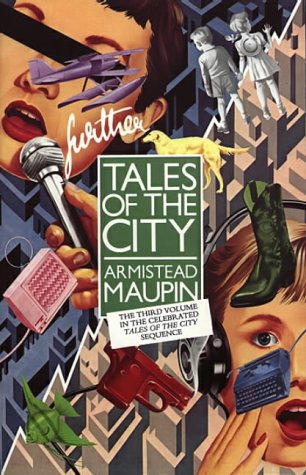 further
TALES
OF THE
CITY
ARMISTEAD
MAUPIN
THE THIRD VOLUME
IN THE CELEBRATED
TALES OF THE CITY
SEQUENCE